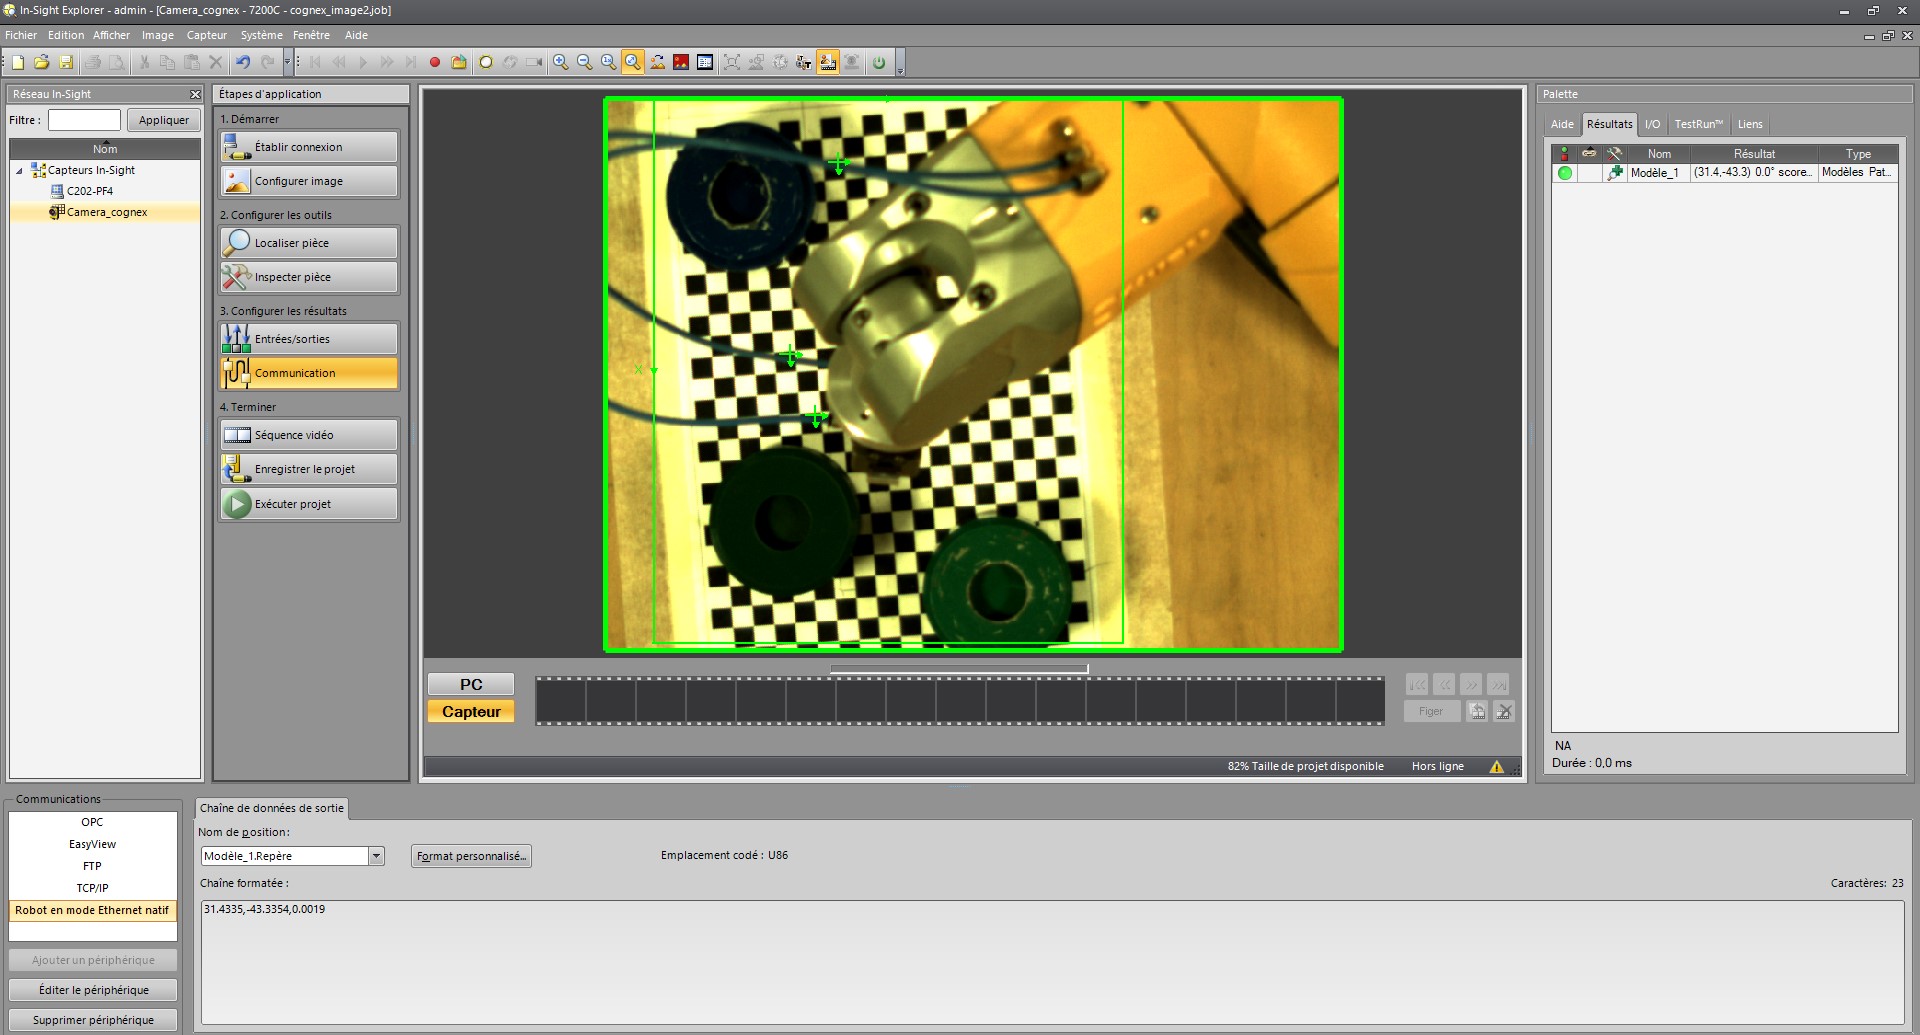 In-Sight Explorer - admin - [Camera_cognex - 7200C - cognex_image2.job]
Fichier Edition Afficher Image Capteur Système Fenêtre Aide
Réseau In-Sight
Filtre :
Appliquer
Nom
Capteurs In-Sight
C202-PF4
Camera_cognex
Étapes d'application
1. Démarrer
Établir connexion
Configurer image
2. Configurer les outils
Localiser pièce
Inspecter pièce
3. Configurer les résultats
Entrées/sorties
Communication
4. Terminer
Séquence vidéo
Enregistrer le projet
Exécuter projet
PC
Capteur
Figer
82% Taille de projet disponible Hors ligne
Palette
Aide Résultats I/O TestRun™ Liens
Nom Résultat Type
Modèle_1 (31.4,-43.3) 0.0° score... Modèles Pat...
NA
Durée : 0,0 ms
Communications
OPC
EasyView
FTP
TCP/IP
Robot en mode Ethernet natif
Ajouter un périphérique
Éditer le périphérique
Supprimer périphérique
Chaîne de données de sortie
Nom de position:
Modèle_1.Repère
Format personnalisé...
Emplacement codé : U86
Chaîne formatée :
Caractères: 23
31.4335,-43.3354,0.0019